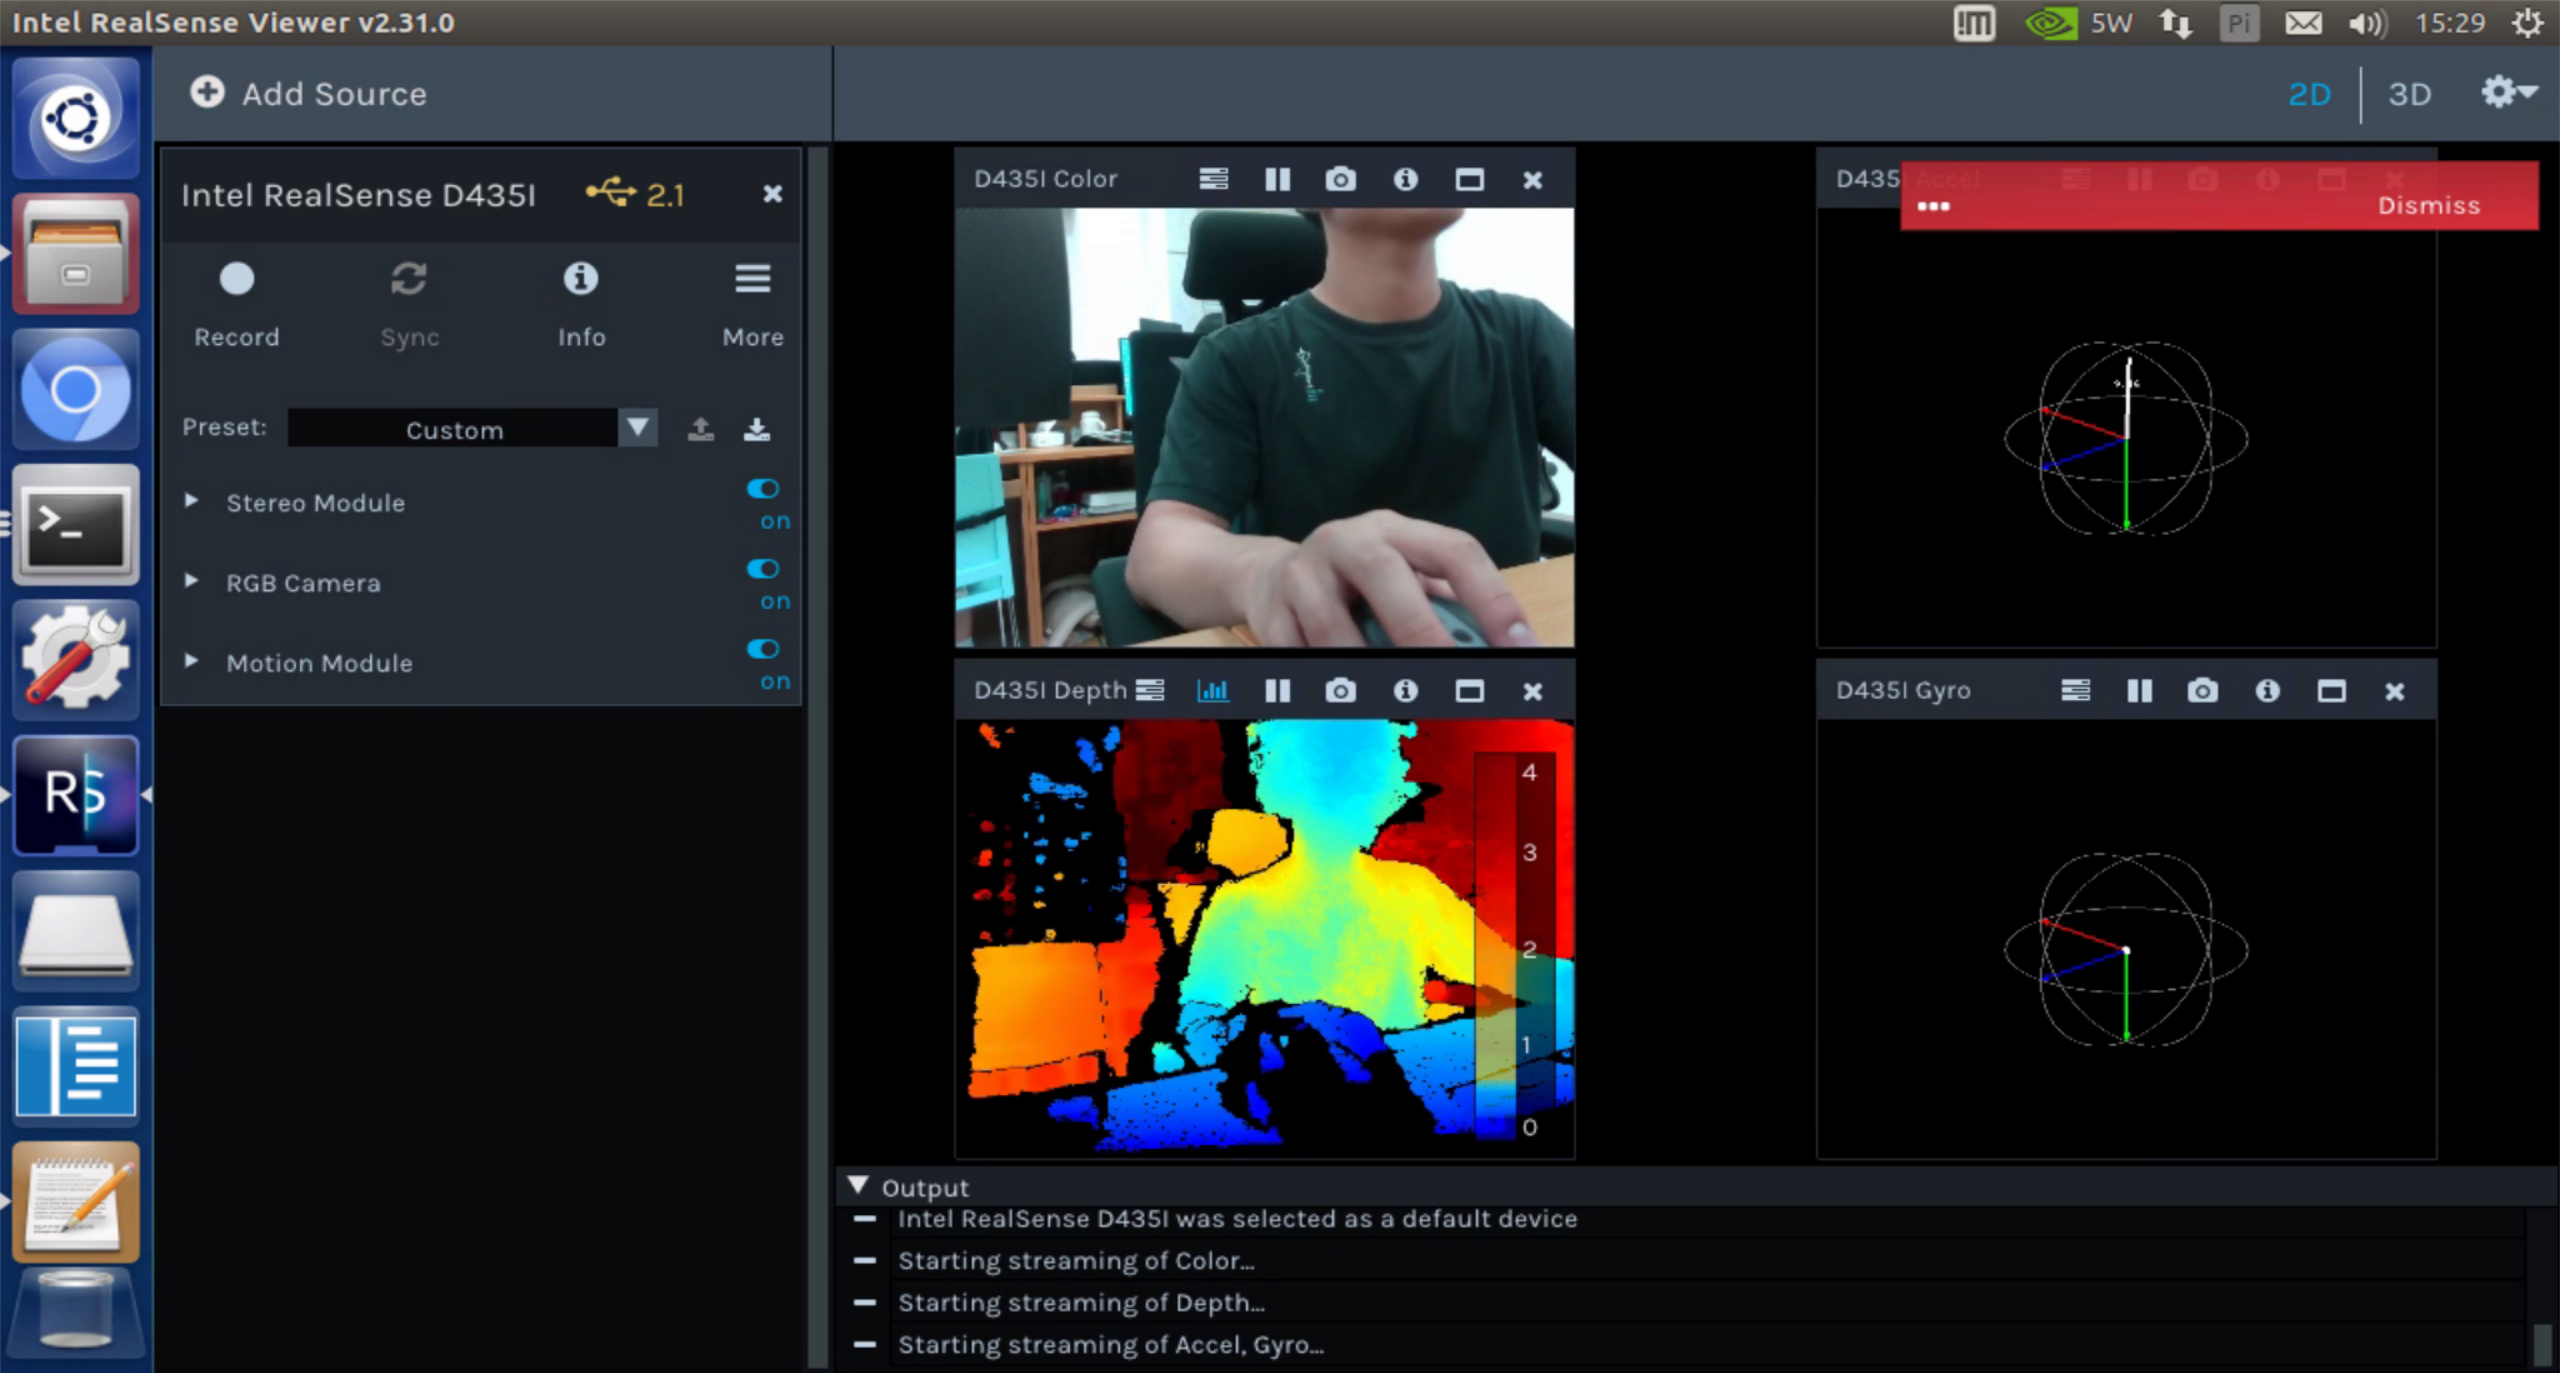 Intel RealSense Viewer v2.31.0
5W
Pi
15:29
Add Source
2D
3D
Intel RealSense D435I
2.1
Record
Sync
Info
More
Preset:
Custom
Stereo Module
on
RGB Camera
on
Motion Module
on
RS
D435I Color
D435I Accel
Dismiss
D435I Depth
4
3
2
1
0
D435I Gyro
Output
Intel RealSense D435I was selected as a default device
Starting streaming of Color...
Starting streaming of Depth...
Starting streaming of Accel, Gyro...